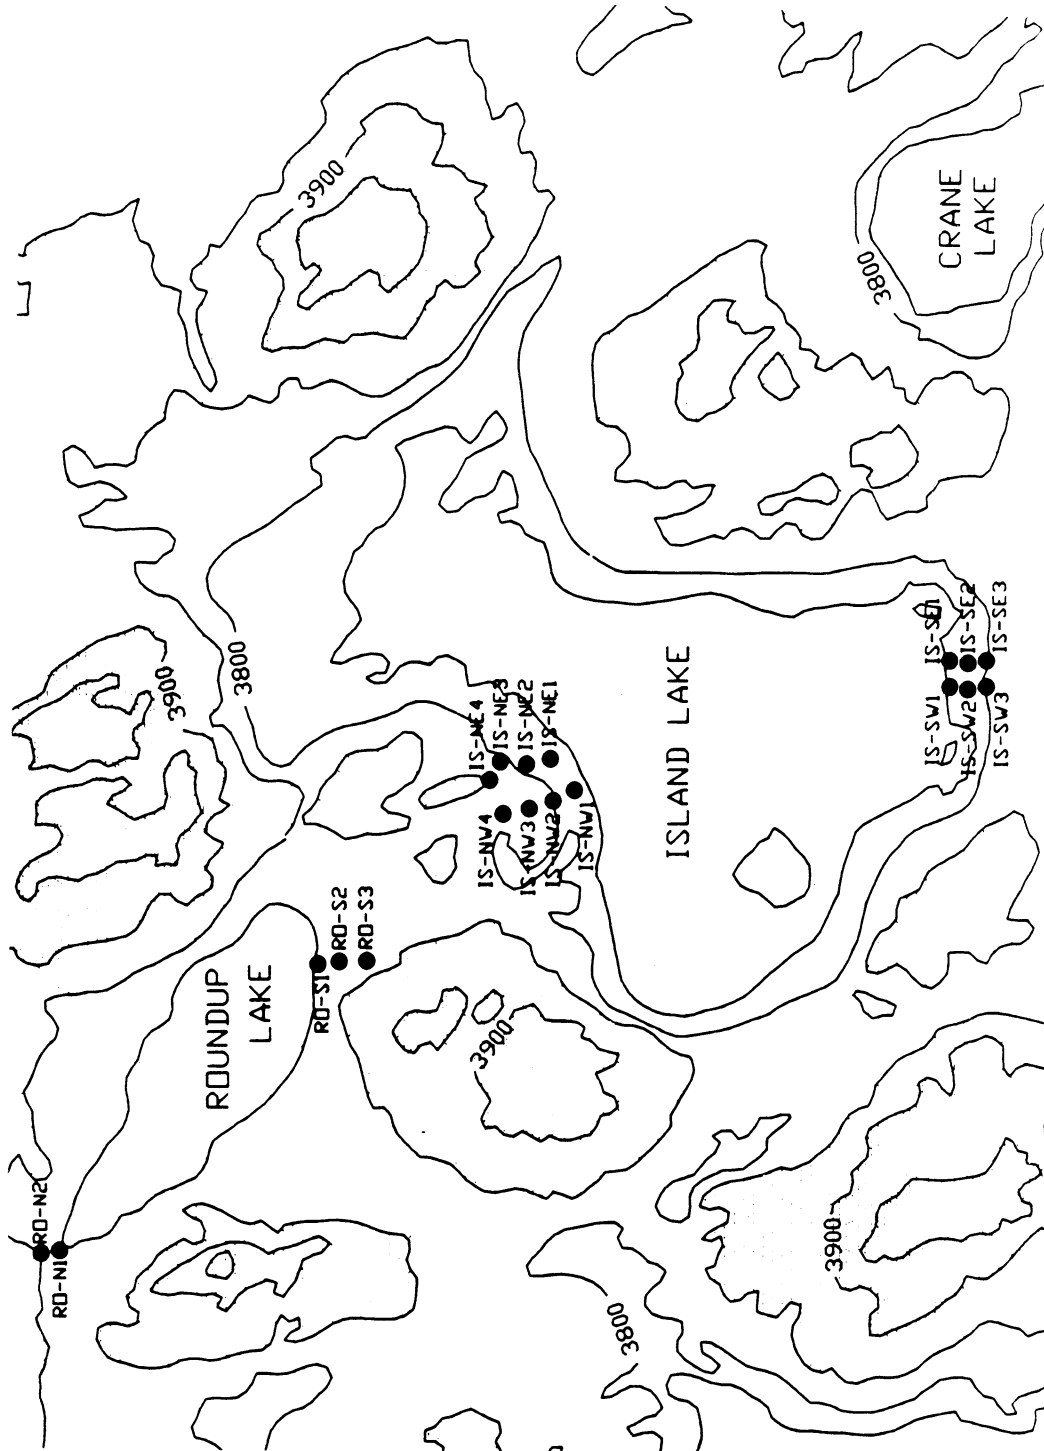 3900
CRANE
LAKE
3800
3900
3800
IS-NE4
IS-NE3
IS-NE2
IS-NE1
IS-SE1
IS-SE2
IS-SE3
ISLAND LAKE
IS-NW4
IS-NW3
IS-NW2
IS-NW1
IS-SW1
IS-SW2
IS-SW3
ROUNDUP
LAKE
RO-S1
RO-S2
RO-S3
3900
RO-N2
RO-N1
3900
3800